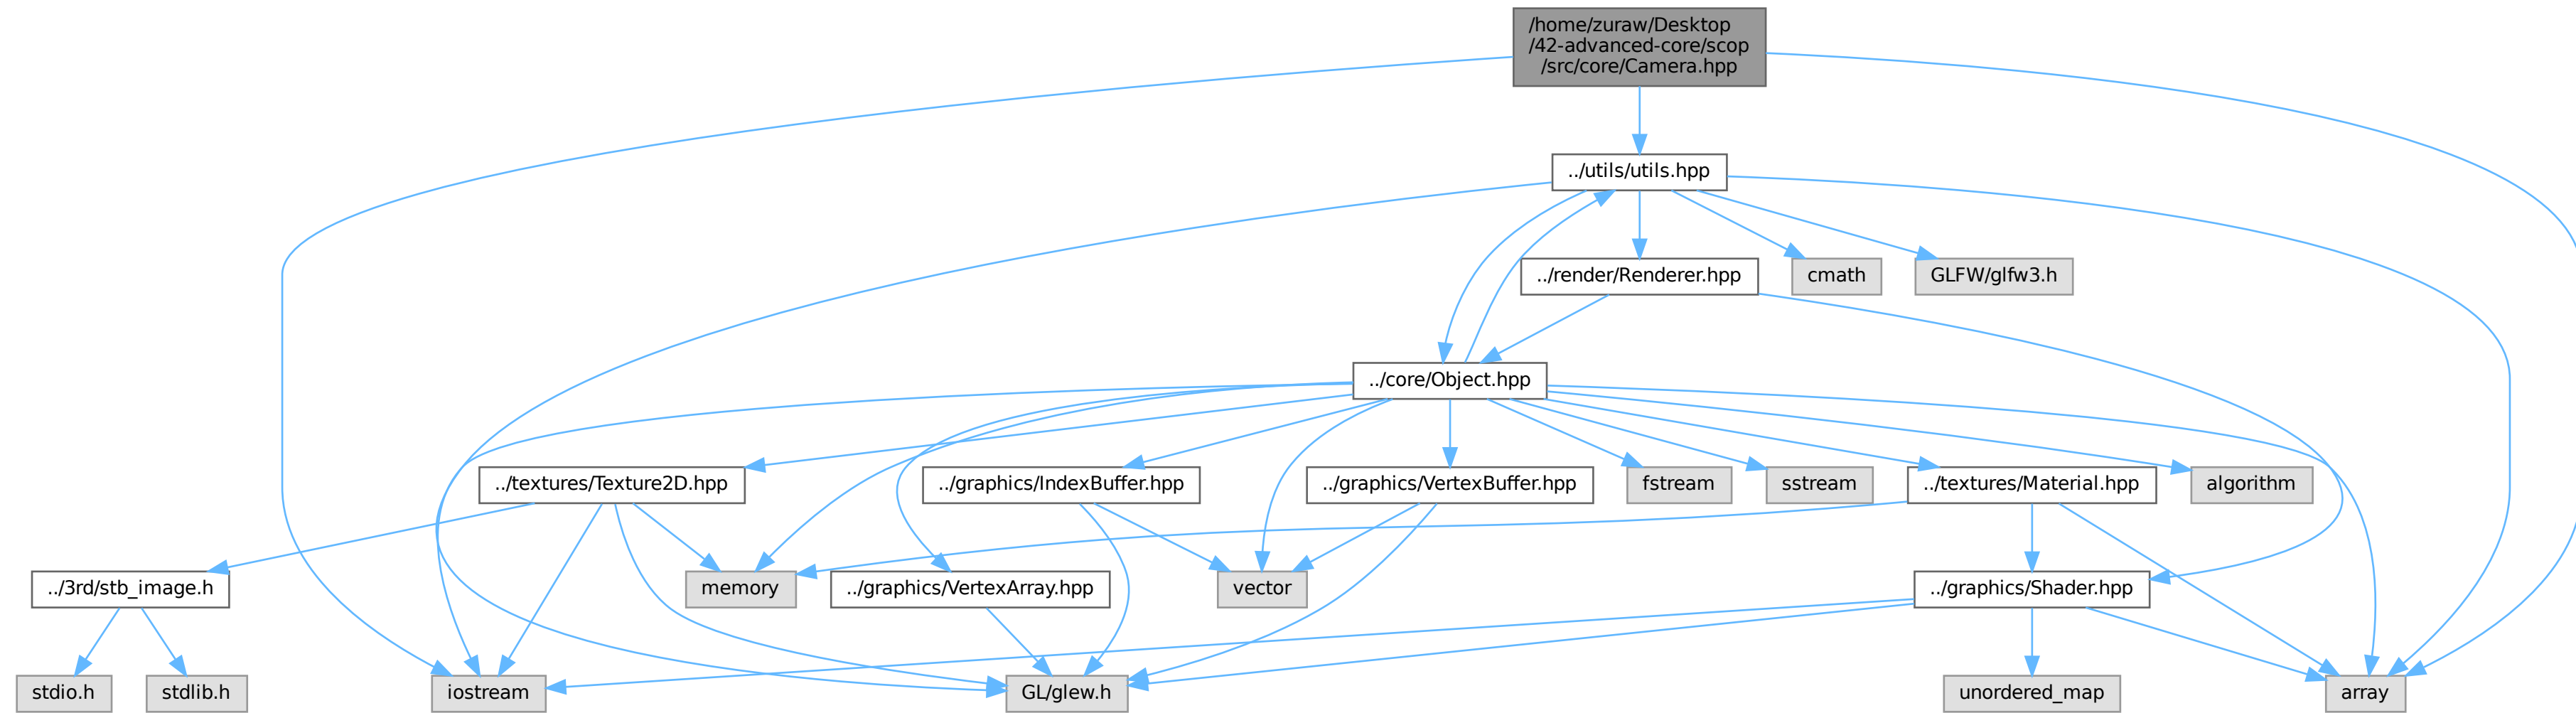 /home/zuraw/Desktop
/42-advanced-core/scop
/src/core/Camera.hpp
../utils/utils.hpp
../render/Renderer.hpp
cmath
GLFW/glfw3.h
../core/Object.hpp
../textures/Texture2D.hpp
../graphics/IndexBuffer.hpp
../graphics/VertexBuffer.hpp
fstream
sstream
../textures/Material.hpp
algorithm
../3rd/stb_image.h
memory
../graphics/VertexArray.hpp
vector
../graphics/Shader.hpp
stdio.h
stdlib.h
iostream
GL/glew.h
unordered_map
array